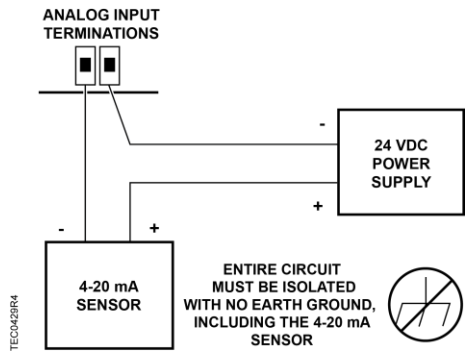 ANALOG INPUT
TERMINATIONS
-
24 VDC
POWER
SUPPLY
+
-
+
4-20 mA
SENSOR
ENTIRE CIRCUIT
MUST BE ISOLATED
WITH NO EARTH GROUND,
INCLUDING THE 4-20 mA
SENSOR
TEC0429R4